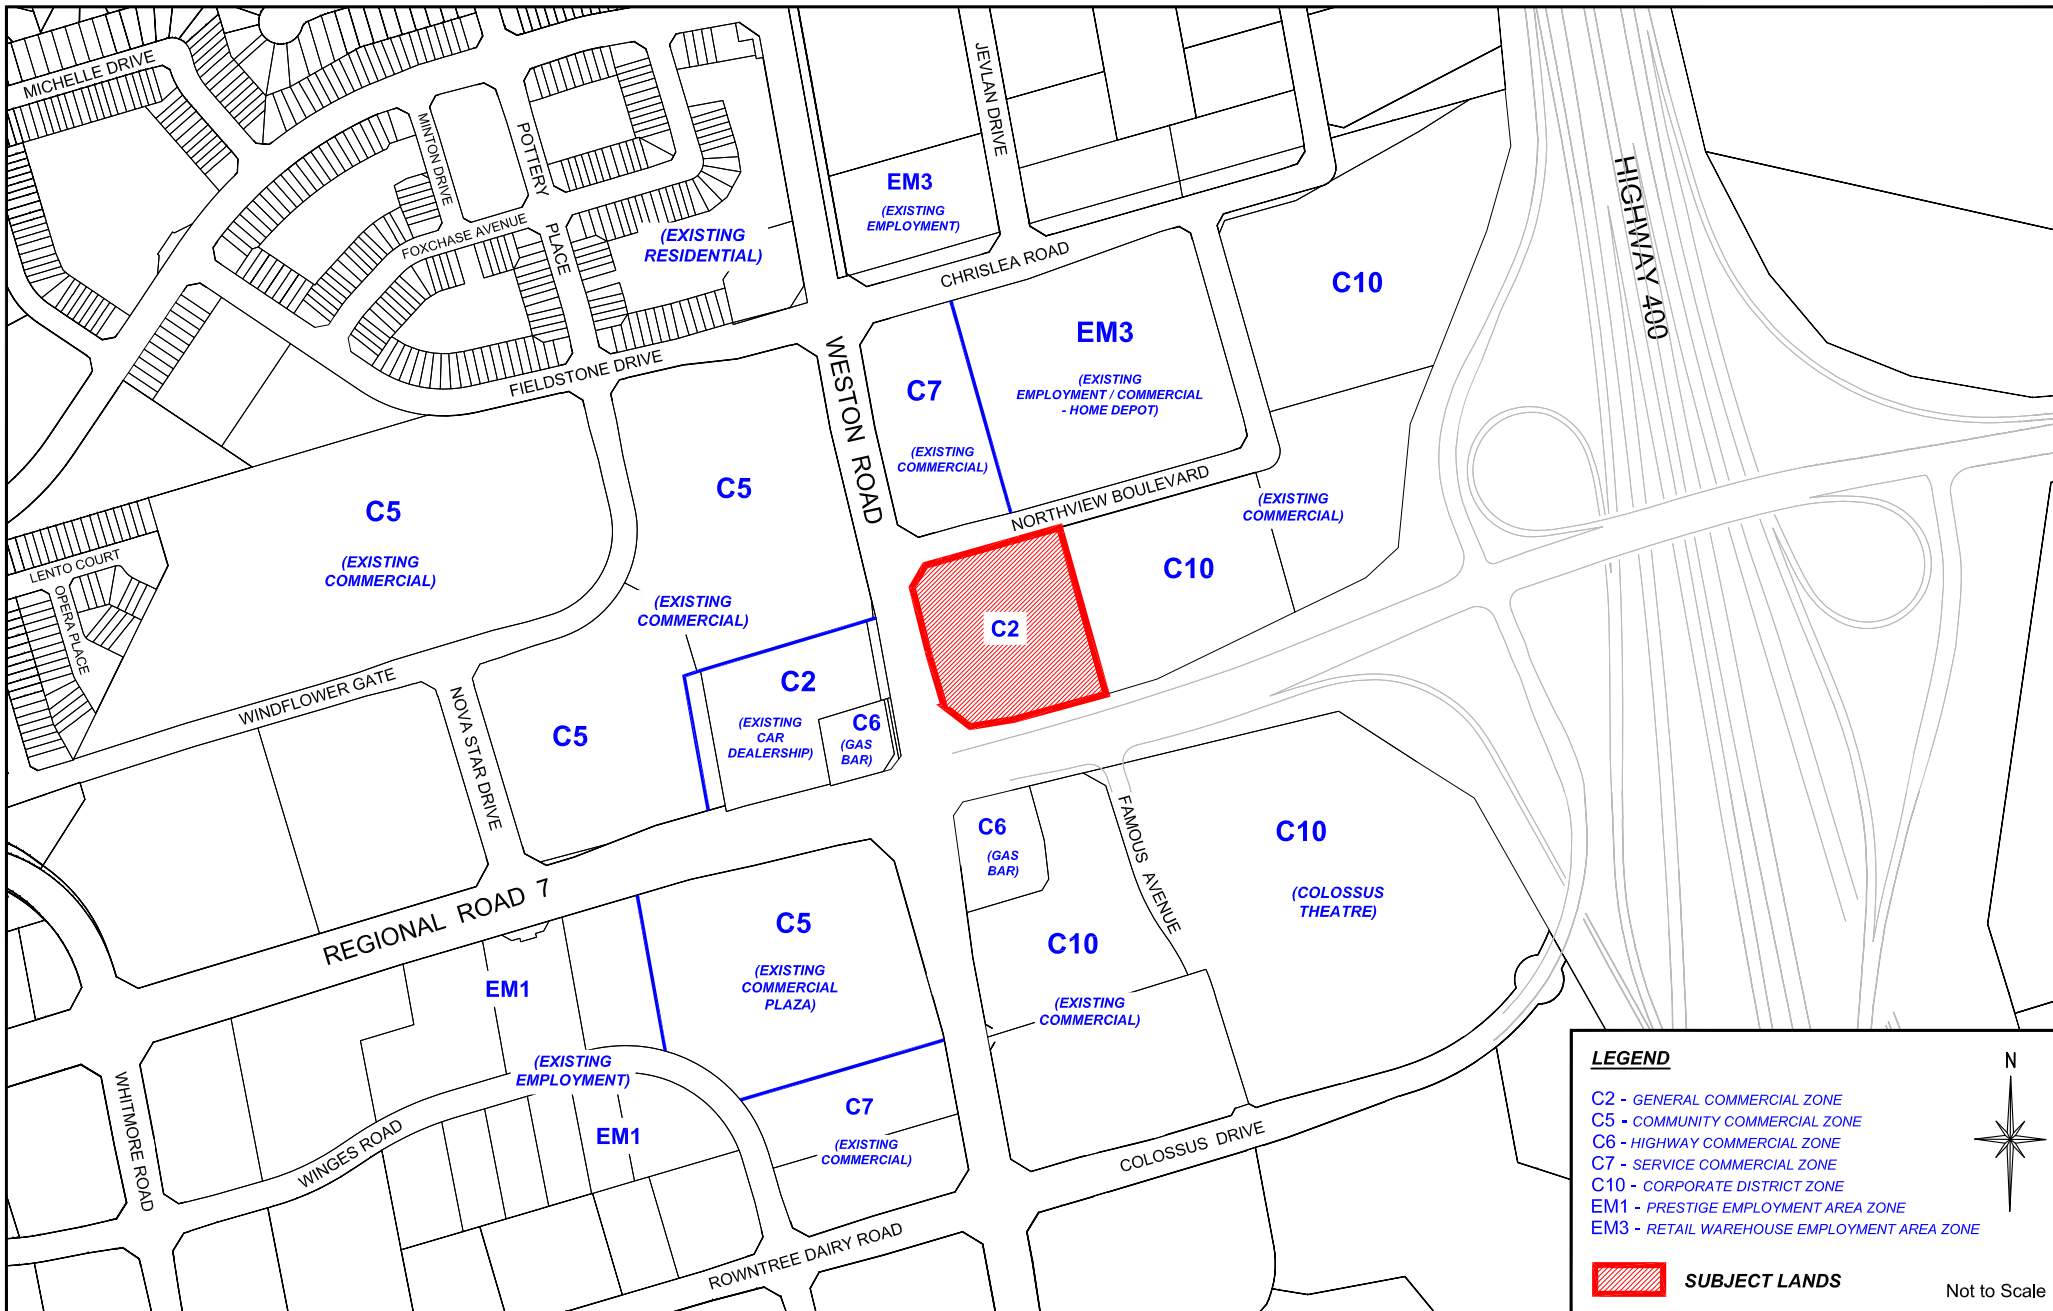 MICHELLE DRIVE
MINTON DRIVE
POTTERY
PLACE
FOXCHASE AVENUE
(EXISTING
RESIDENTIAL)
JEVLAN DRIVE
EM3
(EXISTING
EMPLOYMENT)
CHRISLEA ROAD
HIGHWAY 400
C10
EM3
(EXISTING
EMPLOYMENT / COMMERCIAL
- HOME DEPOT)
C7
(EXISTING
COMMERCIAL)
WESTON ROAD
FIELDSTONE DRIVE
C5
(EXISTING
COMMERCIAL)
C5
(EXISTING
COMMERCIAL)
NORTHVIEW BOULEVARD
(EXISTING
COMMERCIAL)
C10
C2
LENTO COURT
OPERA PLACE
WINDFLOWER GATE
NOVA STAR DRIVE
C5
C2
(EXISTING
CAR
DEALERSHIP)
C6
(GAS
BAR)
C6
(GAS
BAR)
FAMOUS AVENUE
C10
(COLOSSUS
THEATRE)
REGIONAL ROAD 7
C5
(EXISTING
COMMERCIAL
PLAZA)
C10
(EXISTING
COMMERCIAL)
EM1
(EXISTING
EMPLOYMENT)
EM1
C7
(EXISTING
COMMERCIAL)
WHITMORE ROAD
WINGES ROAD
COLOSSUS DRIVE
ROWNTREE DAIRY ROAD
LEGEND
N
C2 - GENERAL COMMERCIAL ZONE
C5 - COMMUNITY COMMERCIAL ZONE
C6 - HIGHWAY COMMERCIAL ZONE
C7 - SERVICE COMMERCIAL ZONE
C10 - CORPORATE DISTRICT ZONE
EM1 - PRESTIGE EMPLOYMENT AREA ZONE
EM3 - RETAIL WAREHOUSE EMPLOYMENT AREA ZONE
SUBJECT LANDS
Not to Scale